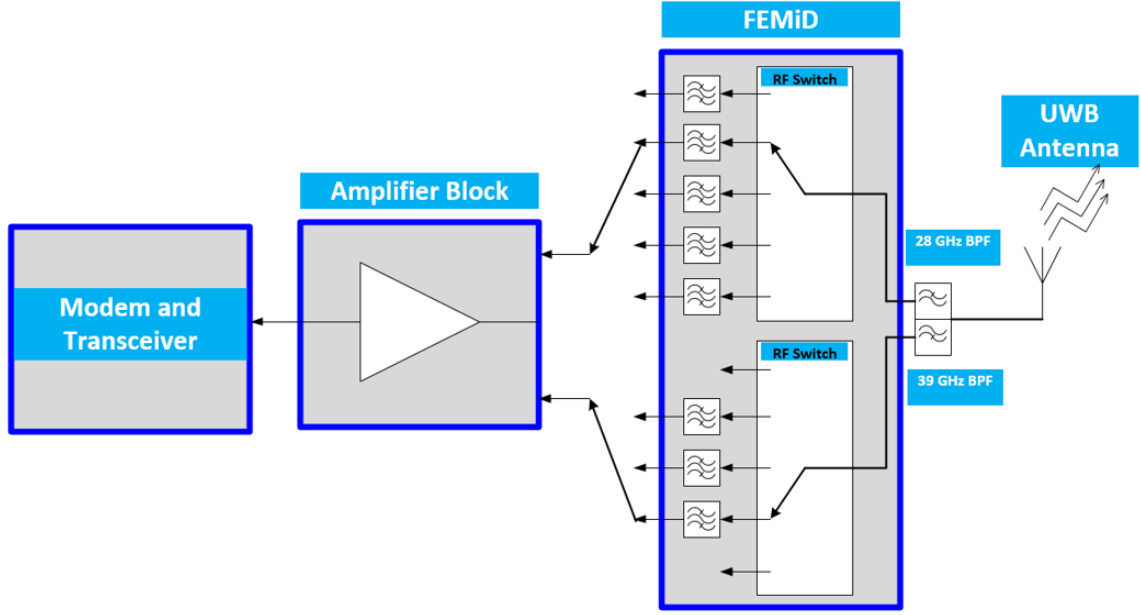 FEMiD
RF Switch
UWB
Antenna
Amplifier Block
28 GHz BPF
Modem and
Transceiver
RF Switch
39 GHz BPF